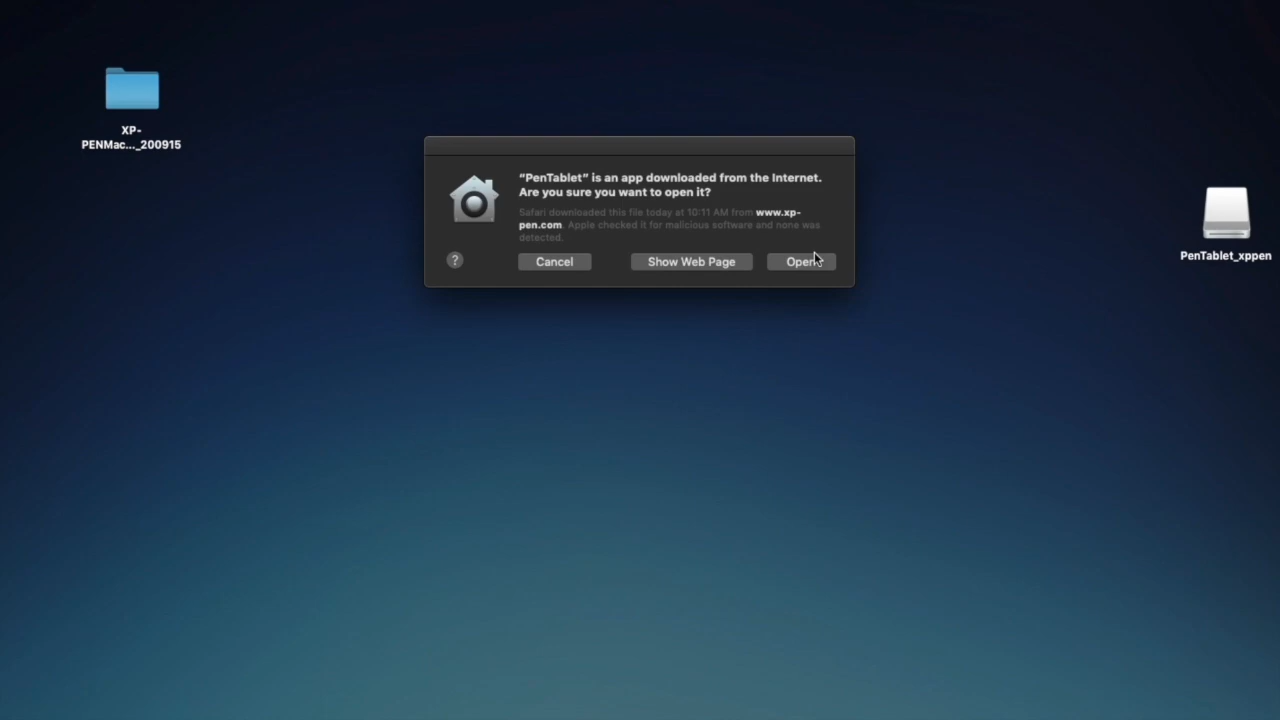 XP-
PENMac..._200915
“PenTablet” is an app downloaded from the Internet.
Are you sure you want to open it?
Safari downloaded this file today at 10:11 AM from www.xp-
pen.com. Apple checked it for malicious software and none was
detected.
?
Cancel
Show Web Page
Open
PenTablet_xppen